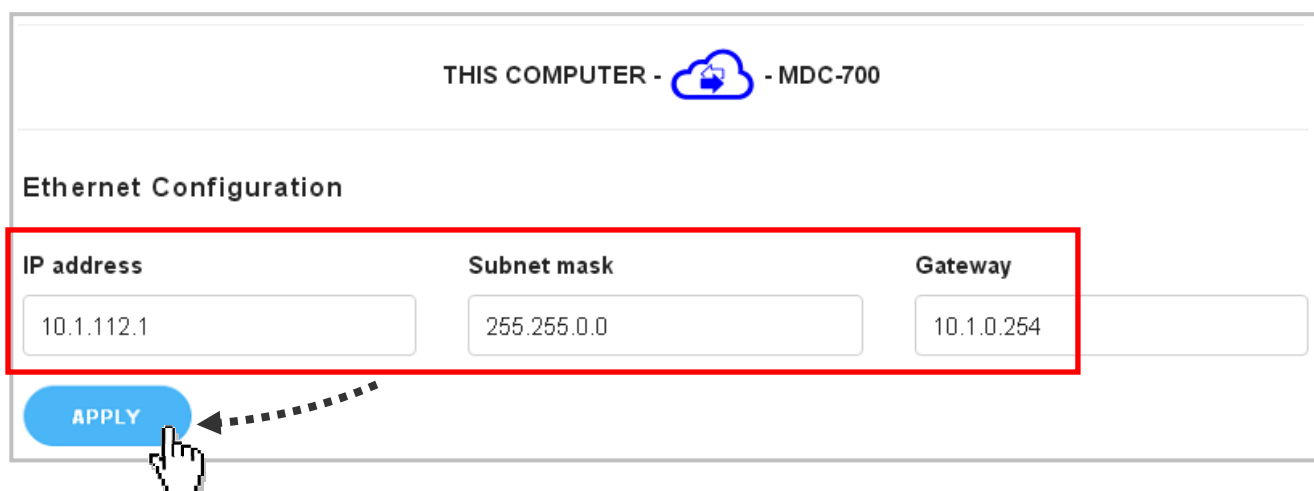 THIS COMPUTER - - MDC-700
Ethernet Configuration
IP address Subnet mask Gateway
10.1.112.1 255.255.0.0 10.1.0.254
APPLY